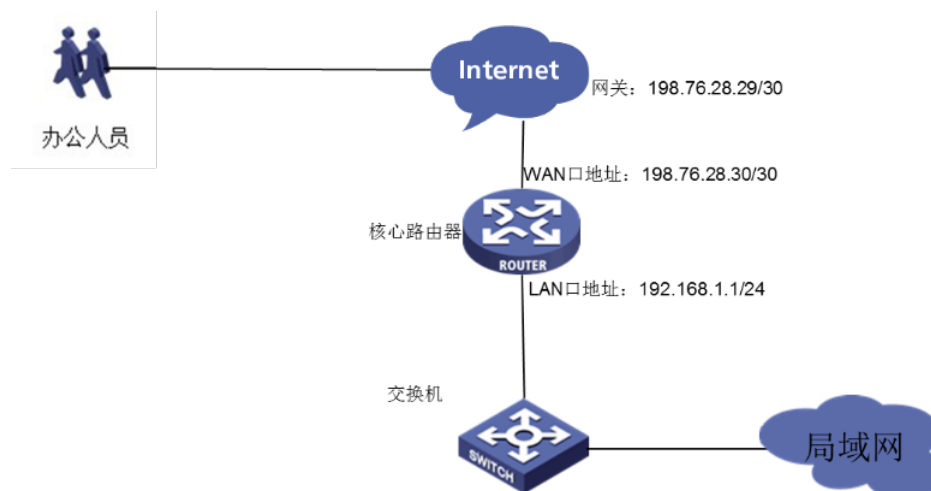 Internet
网关：198.76.28.29/30
办公人员
WAN口地址：198.76.28.30/30
核心路由器
ROUTER
LAN口地址：192.168.1.1/24
交换机
SWITCH
局域网